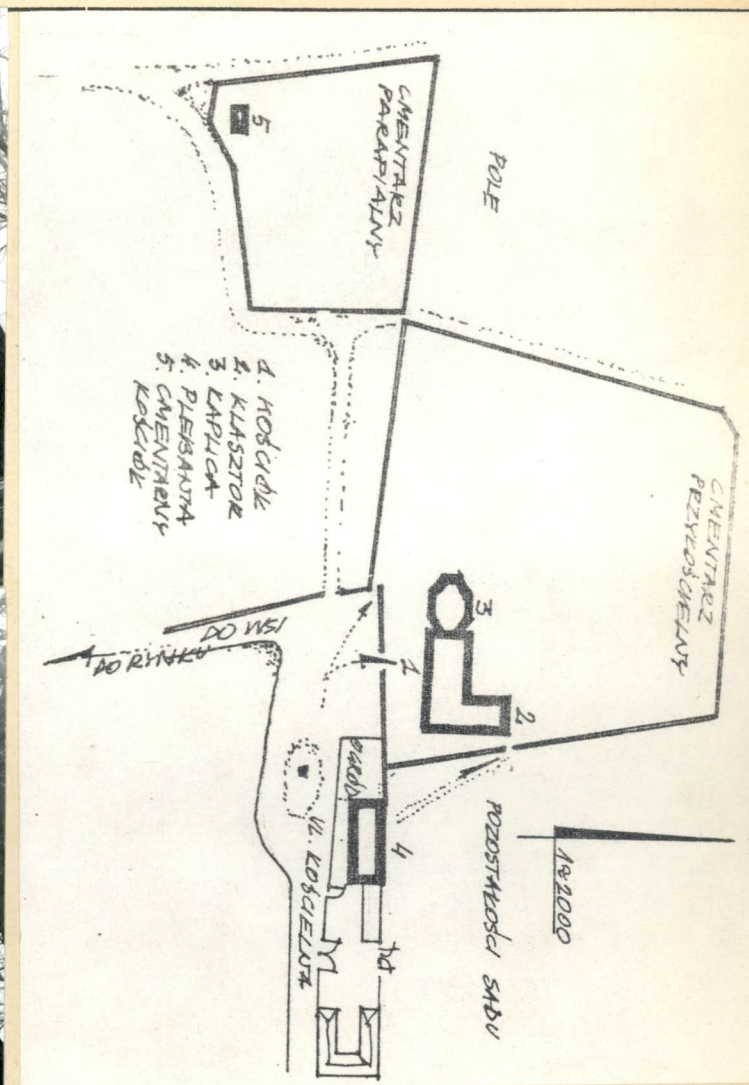 CMENTARZ
PARAFIALNY
5
POLE
CMENTARZ
PRZYKOŚCIELNY
1. KOŚCIÓŁ
2. KLASZTOR
3. KAPLICA
4. PLEBANIA
5. CMENTARNY
KOŚCIÓŁ
3
2
1
DO WSI
DO RYNKU
OGRÓD
4
UL. KOŚCIELNA
POZOSTAŁOŚCI SADU
1:2000